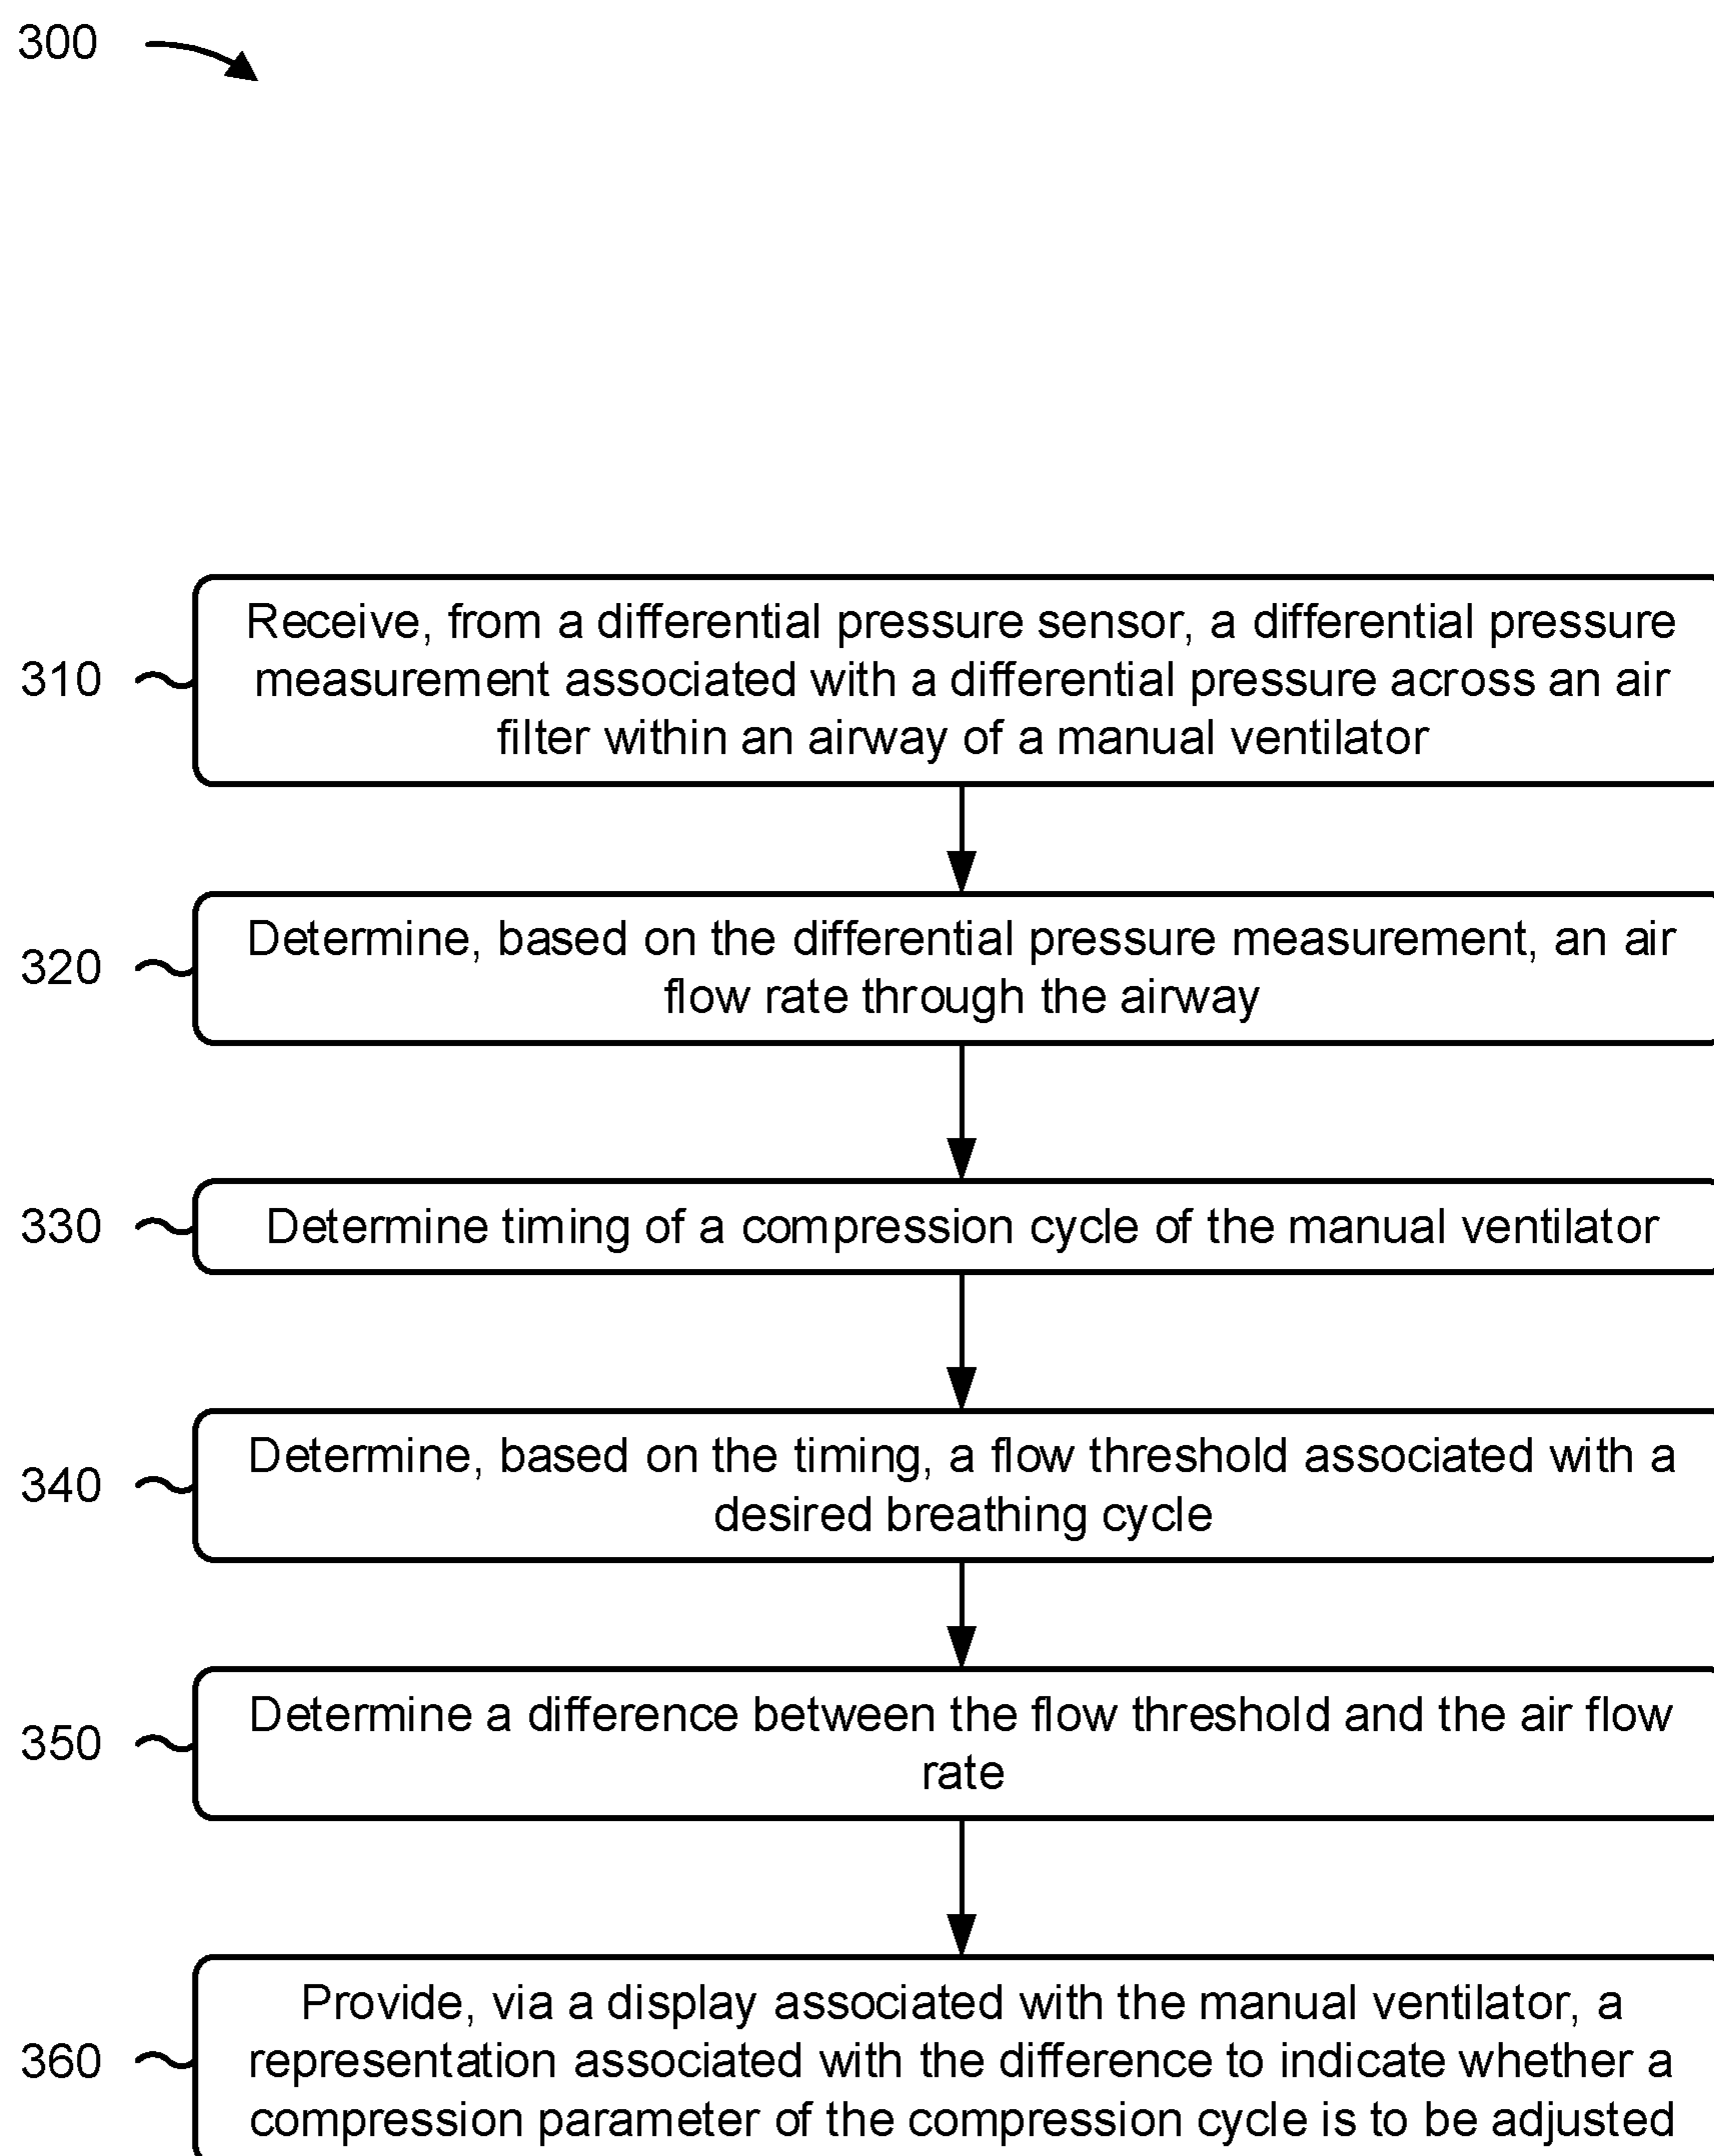 300
310
Receive, from a differential pressure sensor, a differential pressure
measurement associated with a differential pressure across an air
filter within an airway of a manual ventilator
320
Determine, based on the differential pressure measurement, an air
flow rate through the airway
330
Determine timing of a compression cycle of the manual ventilator
340
Determine, based on the timing, a flow threshold associated with a
desired breathing cycle
350
Determine a difference between the flow threshold and the air flow
rate
360
Provide, via a display associated with the manual ventilator, a
representation associated with the difference to indicate whether a
compression parameter of the compression cycle is to be adjusted